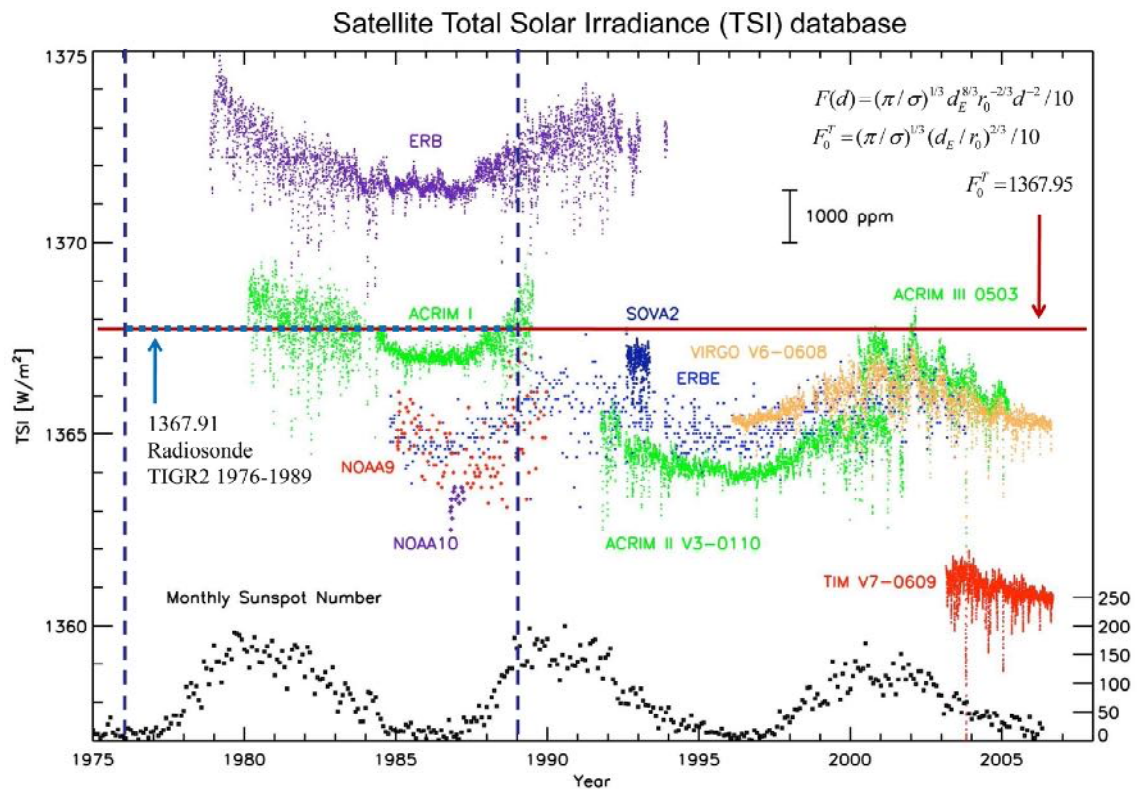 Satellite Total Solar Irradiance (TSI) database
1375
1370
1365
1360
TSI [W/m²]
F(d) = (π/σ)^{1/3} d_E^{8/3} r_0^{-2/3} d^{-2} /10
F_0^T = (π/σ)^{1/3} (d_E / r_0)^{2/3} /10
F_0^T = 1367.95
ERB
1000 ppm
ACRIM I
SOVA2
ACRIM III 0503
VIRGO V6-0608
ERBE
1367.91
Radiosonde
TIGR2 1976-1989
NOAA9
NOAA10
ACRIM II V3-0110
TIM V7-0609
Monthly Sunspot Number
250
200
150
100
50
0
1975 1980 1985 1990 1995 2000 2005
Year